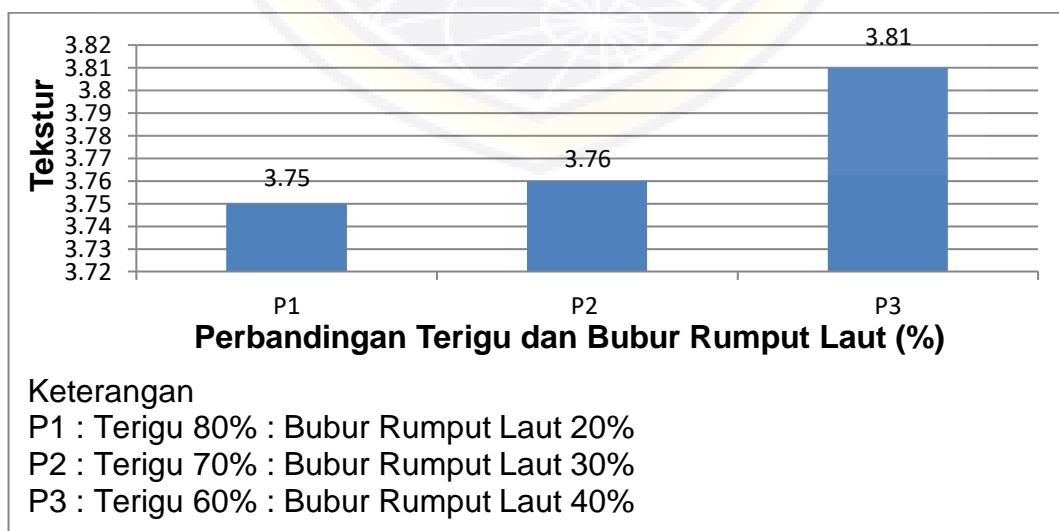 3.82
3.81
3.8
3.79
3.78
3.77
3.76
3.75
3.74
3.73
3.72
Tekstur
3.75
3.76
3.81
P1 P2 P3
Perbandingan Terigu dan Bubur Rumput Laut (%)
Keterangan
P1 : Terigu 80% : Bubur Rumput Laut 20%
P2 : Terigu 70% : Bubur Rumput Laut 30%
P3 : Terigu 60% : Bubur Rumput Laut 40%